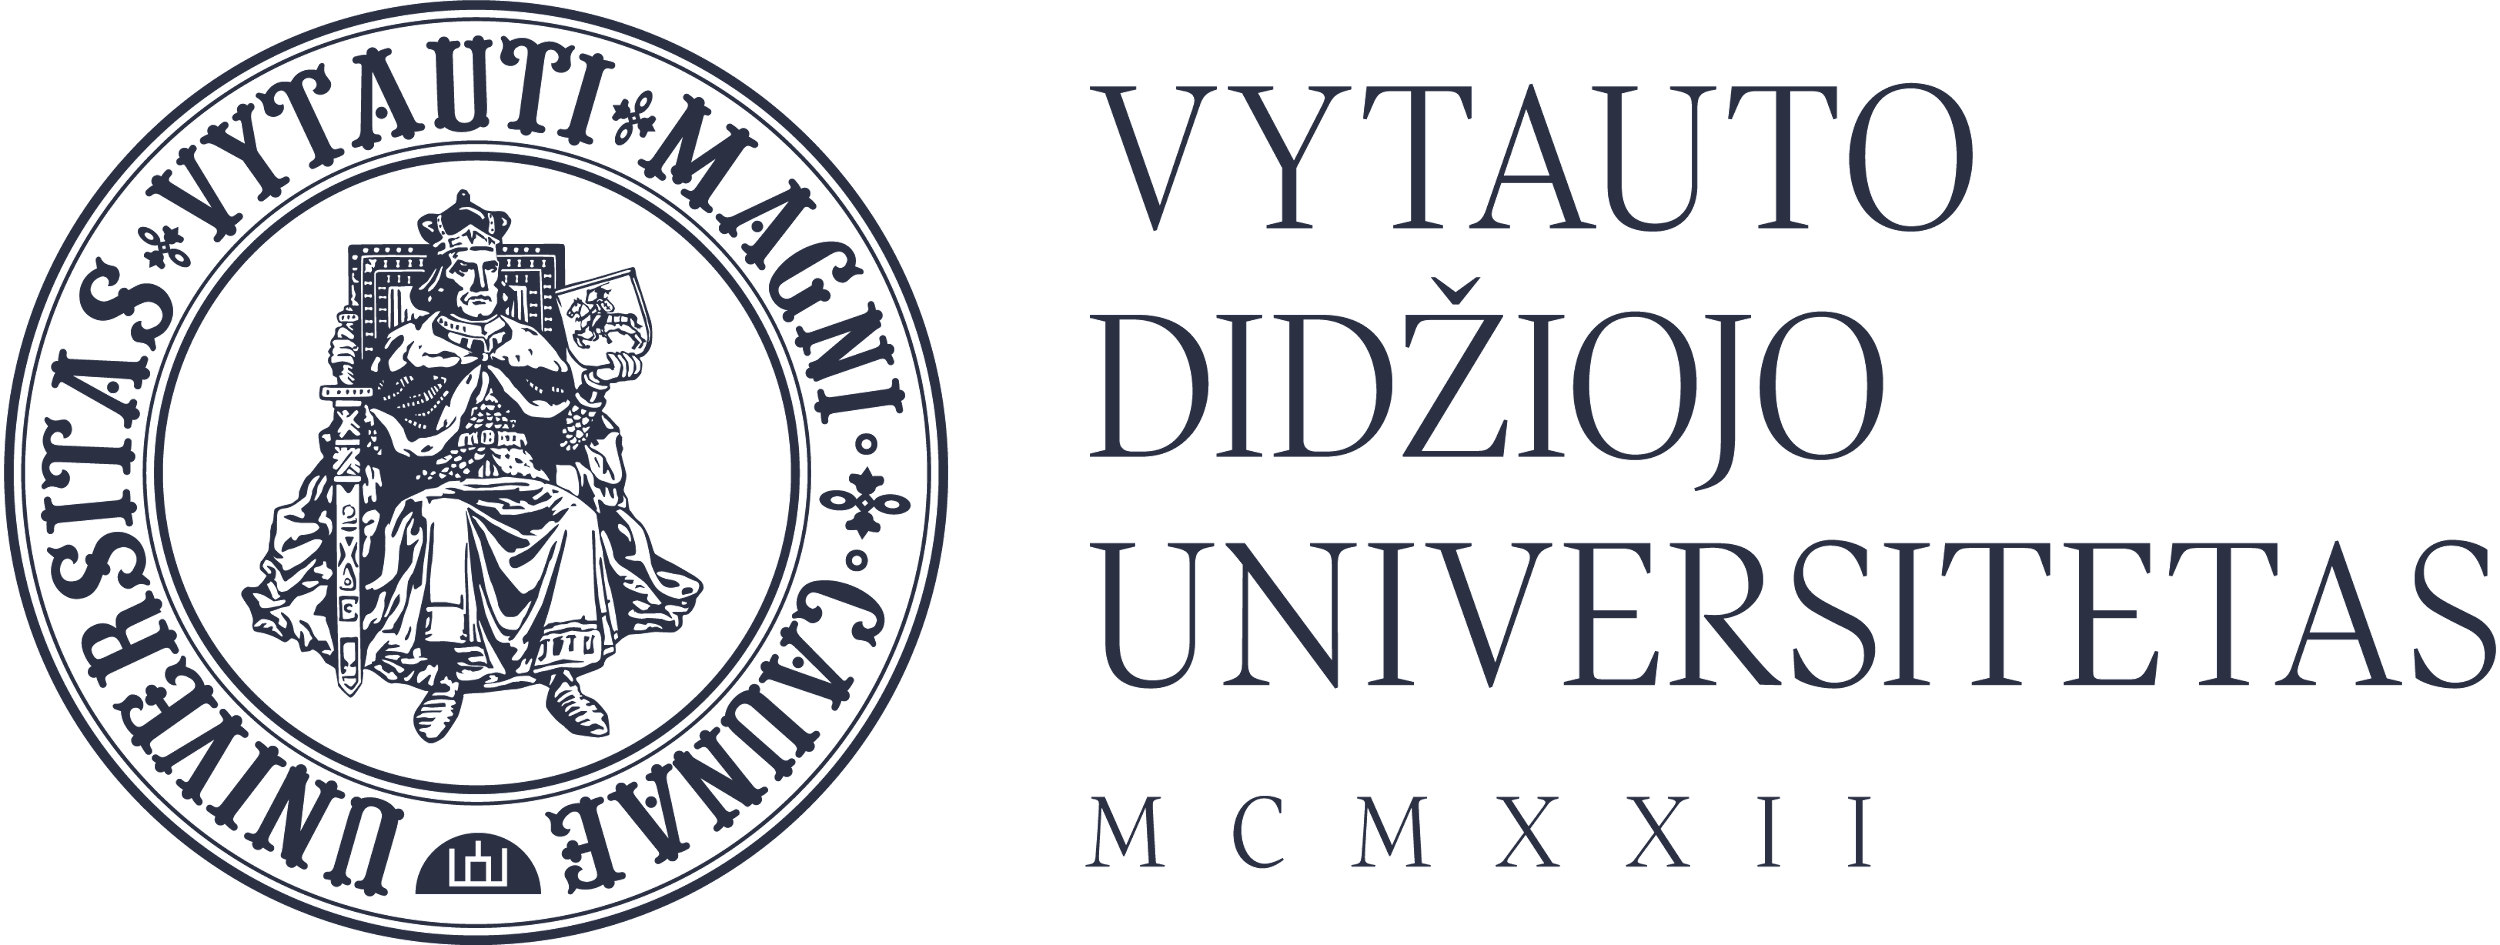 UNIVERSITAS VYTAUTI MAGNI
CAUNAE
VYTAUTO
DIDŽIOJO
UNIVERSITETAS
MCMXXII